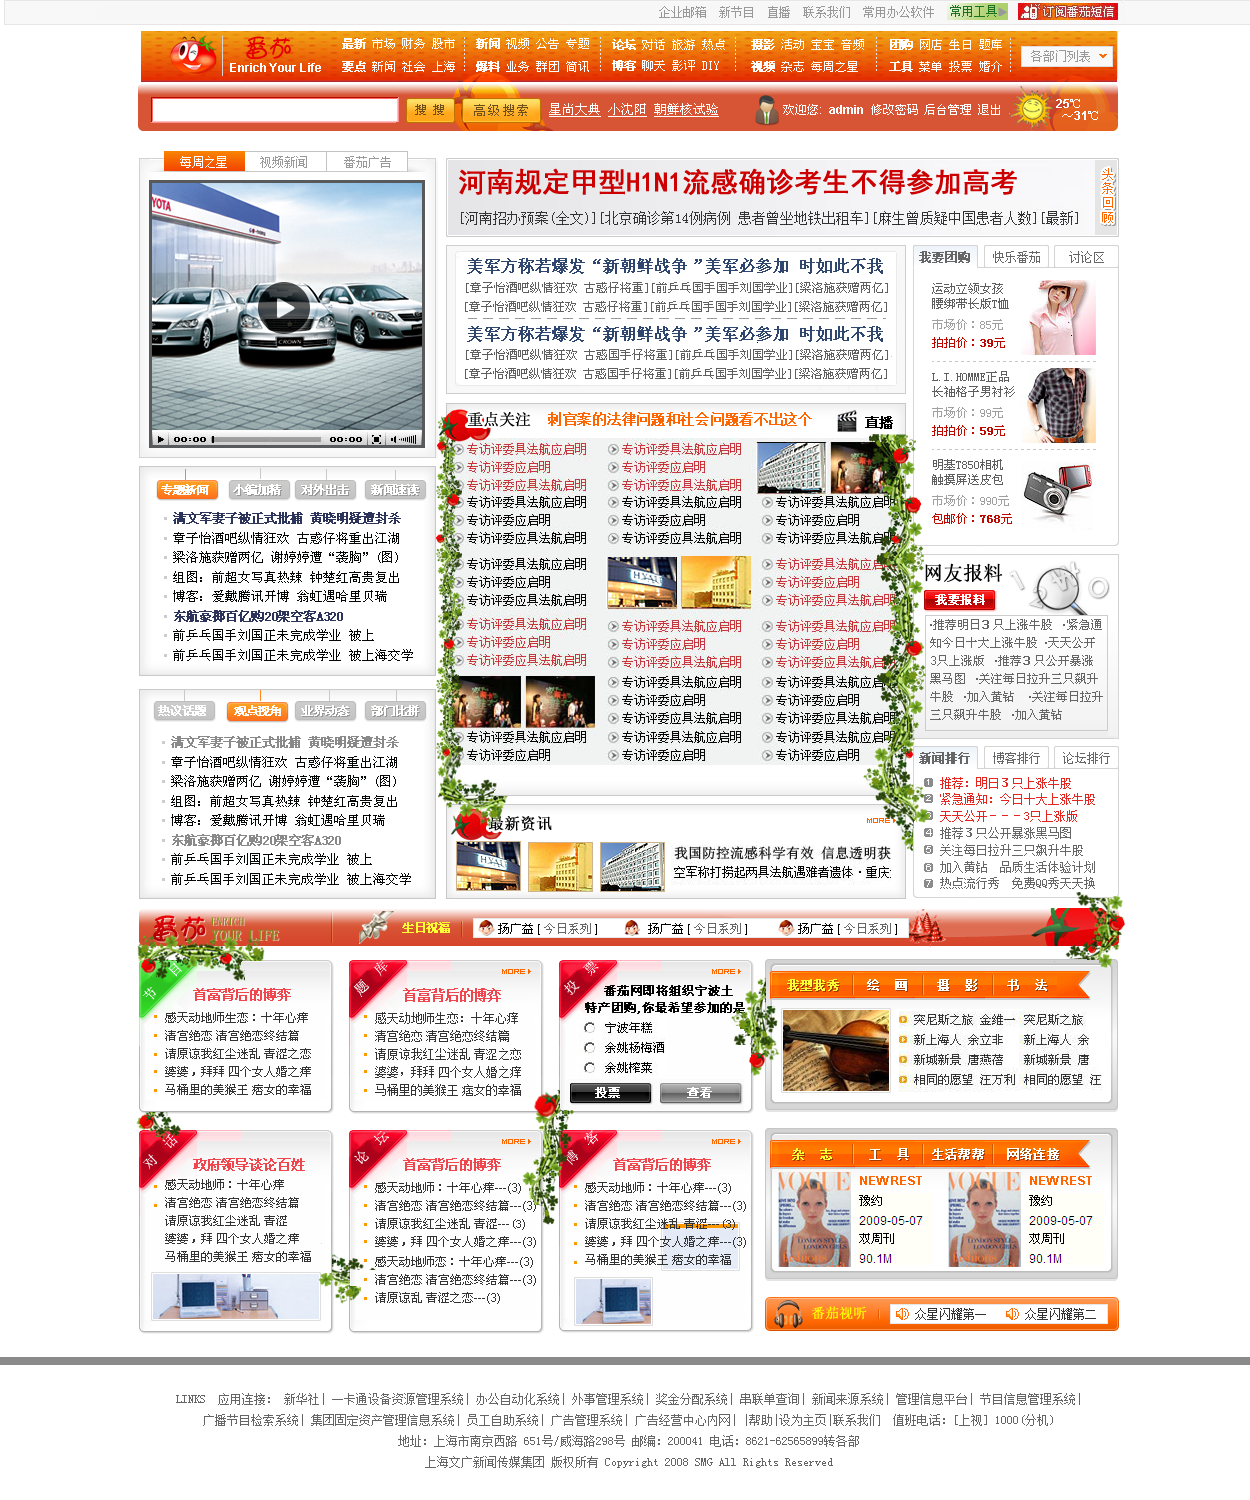 企业邮箱 新节目 直播 联系我们 常用办公软件 常用工具 订阅番茄短信
番茄
Enrich Your Life
最新 市场 财务 股市 新闻 视频 公告 专题 论坛 对话 旅游 热点 摄影 活动 宝宝 音频 团购 网店 生日 题库
要点 新闻 社会 上海 爆料 业务 群团 简讯 博客 聊天 影评 DIY 视频 杂志 每周之星 工具 菜单 投票 婚介
各部门列表
搜 搜 高级搜索 星尚大典 小沈阳 朝鲜核试验 欢迎您: admin 修改密码 后台管理 退出
25℃
～31℃
每周之星 视频新闻 番茄广告
YOTA
CROWN
00:00 00:00
河南规定甲型H1N1流感确诊考生不得参加高考
[河南招办预案(全文)][北京确诊第14例病例 患者曾坐地铁出租车][麻生曾质疑中国患者人数][最新]
头条回顾
美军方称若爆发“新朝鲜战争 ”美军必参加 时如此不我
[章子怡酒吧纵情狂欢 古惑仔将重][前乒乓国手国手刘国学业][梁洛施获赠两亿]
[章子怡酒吧纵情狂欢 古惑仔将重][前乒乓国手国手刘国学业][梁洛施获赠两亿]
美军方称若爆发“新朝鲜战争 ”美军必参加 时如此不我
[章子怡酒吧纵情狂欢 古惑国手仔将重][前乒乓国手刘国学业][梁洛施获赠两亿]
[章子怡酒吧纵情狂欢 古惑国手仔将重][前乒乓国手刘国学业][梁洛施获赠两亿]
我要团购 快乐番茄 讨论区
运动立领女孩
腰绑带长版T恤
市场价：85元
拍拍价：39元
L.I.HOMME正品
长袖格子男衬衫
市场价：99元
拍拍价：59元
明基T850相机
触摸屏送皮包
市场价：990元
包邮价：768元
专题新闻 小编加精 对外出击 新闻速读
清文军妻子被正式批捕 黄晓明疑遭封杀
章子怡酒吧纵情狂欢 古惑仔将重出江湖
梁洛施获赠两亿 谢婷婷遭“袭胸”(图)
组图: 前超女写真热辣 钟楚红高贵复出
博客: 爱戴腾讯开博 翁虹遇哈里贝瑞
东航豪掷百亿购20架空客A320
前乒乓国手刘国正未完成学业 被上
前乒乓国手刘国正未完成学业 被上海交学
重点关注 刺官案的法律问题和社会问题看不出这个 直播
专访评委具法航应启明 专访评委具法航应启明
专访评委应启明 专访评委应启明
专访评委具法航应启明 专访评委具法航应启明
专访评委具法航应启明 专访评委具法航应启明 专访评委具法航应启明
专访评委应启明 专访评委应启明 专访评委应启明
专访评委具法航启明 专访评委具法航启明 专访评委具法航启明
专访评委具法航应启明 专访评委具法航应启明
专访评委应启明 专访评委应启明
专访评委具法航启明 专访评委具法航启明
HYATT
专访评委具法航应启明 专访评委具法航应启明 专访评委具法航应启明
专访评委应启明 专访评委应启明 专访评委应启明
专访评委具法航启明 专访评委具法航启明 专访评委具法航启明
专访评委具法航应启明 专访评委具法航应启明
专访评委应启明 专访评委应启明
专访评委具法航启明 专访评委具法航启明
专访评委具法航启明 专访评委具法航启明 专访评委具法航启明
专访评委应启明 专访评委应启明 专访评委应启明
网友报料
我要报料
·推荐明日3只上涨牛股 ·紧急通
知今日十大上涨牛股 ·天天公开
3只上涨版 ·推荐3只公开暴涨
黑马图 ·关注每日拉升三只飙升
牛股 ·加入黄钻 ·关注每日拉升
三只飙升牛股 ·加入黄钻
热议话题 观点视角 业界动态 部门比拼
清文军妻子被正式批捕 黄晓明疑遭封杀
章子怡酒吧纵情狂欢 古惑仔将重出江湖
梁洛施获赠两亿 谢婷婷遭“袭胸”(图)
组图: 前超女写真热辣 钟楚红高贵复出
博客: 爱戴腾讯开博 翁虹遇哈里贝瑞
东航豪掷百亿购20架空客A320
前乒乓国手刘国正未完成学业 被上
前乒乓国手刘国正未完成学业 被上海交学
最新资讯 MORE
HYATT
我国防控流感科学有效 信息透明获
空军称打捞起两具法航遇难者遗体·重庆
新闻排行 博客排行 论坛排行
1 推荐: 明日3只上涨牛股
2 紧急通知: 今日十大上涨牛股
3 天天公开－－－3只上涨版
4 推荐3只公开暴涨黑马图
5 关注每日拉升三只飙升牛股
6 加入黄钻 品质生活体验计划
7 热点流行秀 免费QQ秀天天换
番茄 ENRICH YOUR LIFE 生日祝福 扬广益 [ 今日系列 ] 扬广益 [ 今日系列 ] 扬广益 [ 今日系列 ]
节目
首富背后的博弈
感天动地师生恋: 十年心痒
清宫绝恋 清宫绝恋终结篇
请原谅我红尘迷乱 青涩之恋
婆婆，拜拜 四个女人婚之痒
马桶里的美猴王 痞女的幸福
题库 MORE
首富背后的博弈
感天动地师生恋: 十年心痒
清宫绝恋 清宫绝恋终结篇
请原谅我红尘迷乱 青涩之恋
婆婆，拜拜 四个女人婚之痒
马桶里的美猴王 痞女的幸福
投票 MORE
番茄网即将组织宁波土
特产团购,你最希望参加的是
宁波年糕
余姚杨梅酒
余姚榨菜
投票 查看
我型我秀 绘 画 摄 影 书 法
突尼斯之旅 金维一 突尼斯之旅
新上海人 余立非 新上海人 余
新城新景 唐燕蓓 新城新景 唐
相同的愿望 汪万利 相同的愿望 汪
对话
政府领导谈论百姓
感天动地师：十年心痒
清宫绝恋 清宫绝恋终结篇
请原谅我红尘迷乱 青涩
婆婆，拜 四个女人婚之痒
马桶里的美猴王 痞女的幸福
论坛 MORE
首富背后的博弈
感天动地师：十年心痒---(3)
清宫绝恋 清宫绝恋终结篇---(3)
请原谅我红尘迷乱 青涩---(3)
婆婆，拜 四个女人婚之痒---(3)
感天动地师恋：十年心痒---(3)
清宫绝恋 清宫绝恋终结篇---(3)
请原谅乱 青涩之恋---(3)
博客 MORE
首富背后的博弈
感天动地师：十年心痒---(3)
清宫绝恋 清宫绝恋终结篇---(3)
请原谅我红尘迷乱 青涩---(3)
婆婆，拜 四个女人婚之痒---(3)
马桶里的美猴王 痞女的幸福
杂 志 工 具 生活帮帮 网络连接
VOGUE VOGUE
NEWREST NEWREST
豫约 豫约
2009-05-07 2009-05-07
双周刊 双周刊
90.1M 90.1M
番茄视听 众星闪耀第一 众星闪耀第二
LINKS 应用连接: 新华社| 一卡通设备资源管理系统| 办公自动化系统| 外事管理系统| 奖金分配系统| 串联单查询| 新闻来源系统| 管理信息平台| 节目信息管理系统|
广播节目检索系统| 集团固定资产管理信息系统| 员工自助系统| 广告管理系统| 广告经营中心内网| |帮助|设为主页|联系我们 值班电话: [上视] 1000(分机)
地址: 上海市南京西路 651号/威海路298号 邮编: 200041 电话: 8621-62565899转各部
上海文广新闻传媒集团 版权所有 Copyright 2008 SMG All Rights Reserved